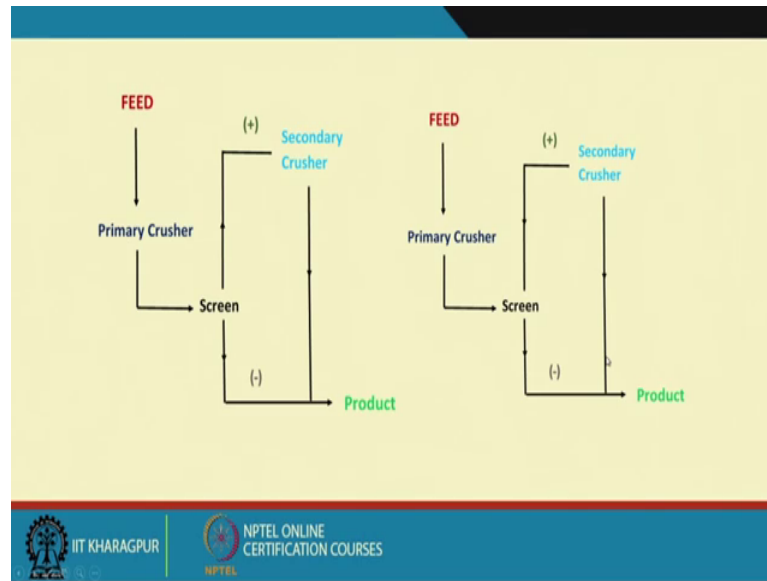 FEED
(+)
Secondary
Crusher
Primary Crusher
Screen
(-)
Product
FEED
(+)
Secondary
Crusher
Primary Crusher
Screen
(-)
Product
IIT KHARAGPUR
NPTEL
NPTEL ONLINE
CERTIFICATION COURSES